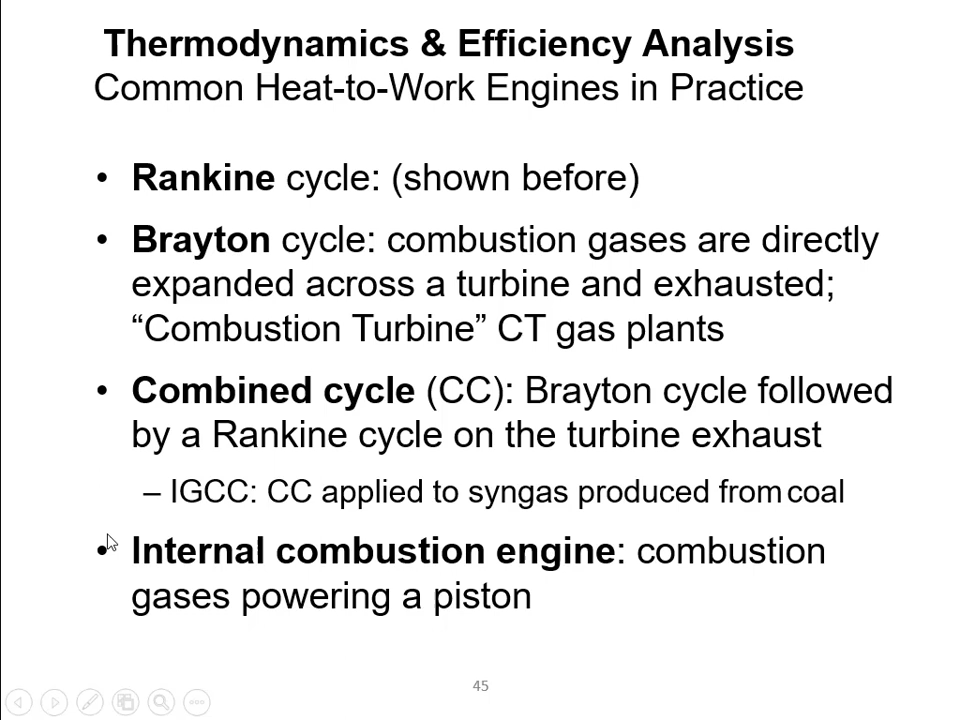 Thermodynamics & Efficiency Analysis
Common Heat-to-Work Engines in Practice
• Rankine cycle: (shown before)
• Brayton cycle: combustion gases are directly
expanded across a turbine and exhausted;
“Combustion Turbine” CT gas plants
• Combined cycle (CC): Brayton cycle followed
by a Rankine cycle on the turbine exhaust
– IGCC: CC applied to syngas produced from coal
• Internal combustion engine: combustion
gases powering a piston
45